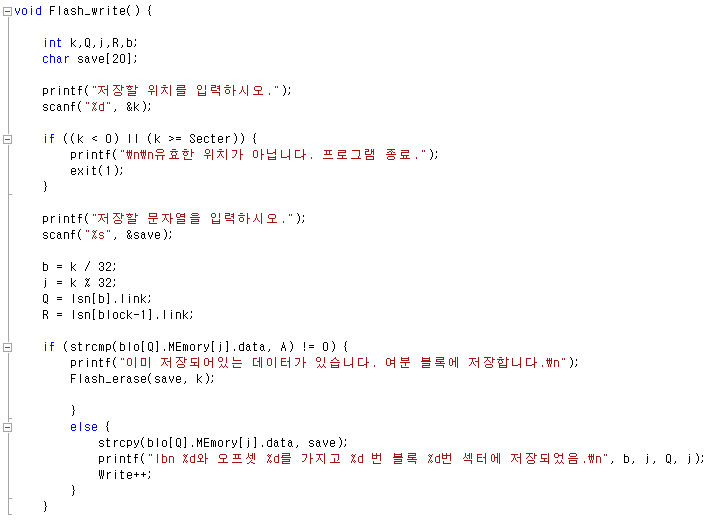 void Flash_write() {
int k,Q,j,R,b;
char save[20];
printf("저장할 위치를 입력하시오.");
scanf("%d", &k);
if ((k < 0) || (k >= Secter)) {
printf("₩n₩n유효한 위치가 아닙니다. 프로그램 종료.");
exit(1);
}
printf("저장할 문자열을 입력하시오.");
scanf("%s", &save);
b = k / 32;
j = k % 32;
Q = lsn[b].link;
R = lsn[block-1].link;
if (strcmp(blo[Q].MEmory[j].data, A) != 0) {
printf("이미 저장되어있는 데이터가 있습니다. 여분 블록에 저장합니다.₩n");
Flash_erase(save, k);
}
else {
strcpy(blo[Q].MEmory[j].data, save);
printf("lbn %d와 오프셋 %d를 가지고 %d 번 블록 %d번 섹터에 저장되었음.₩n", b, j, Q, j);
Write++;
}
}